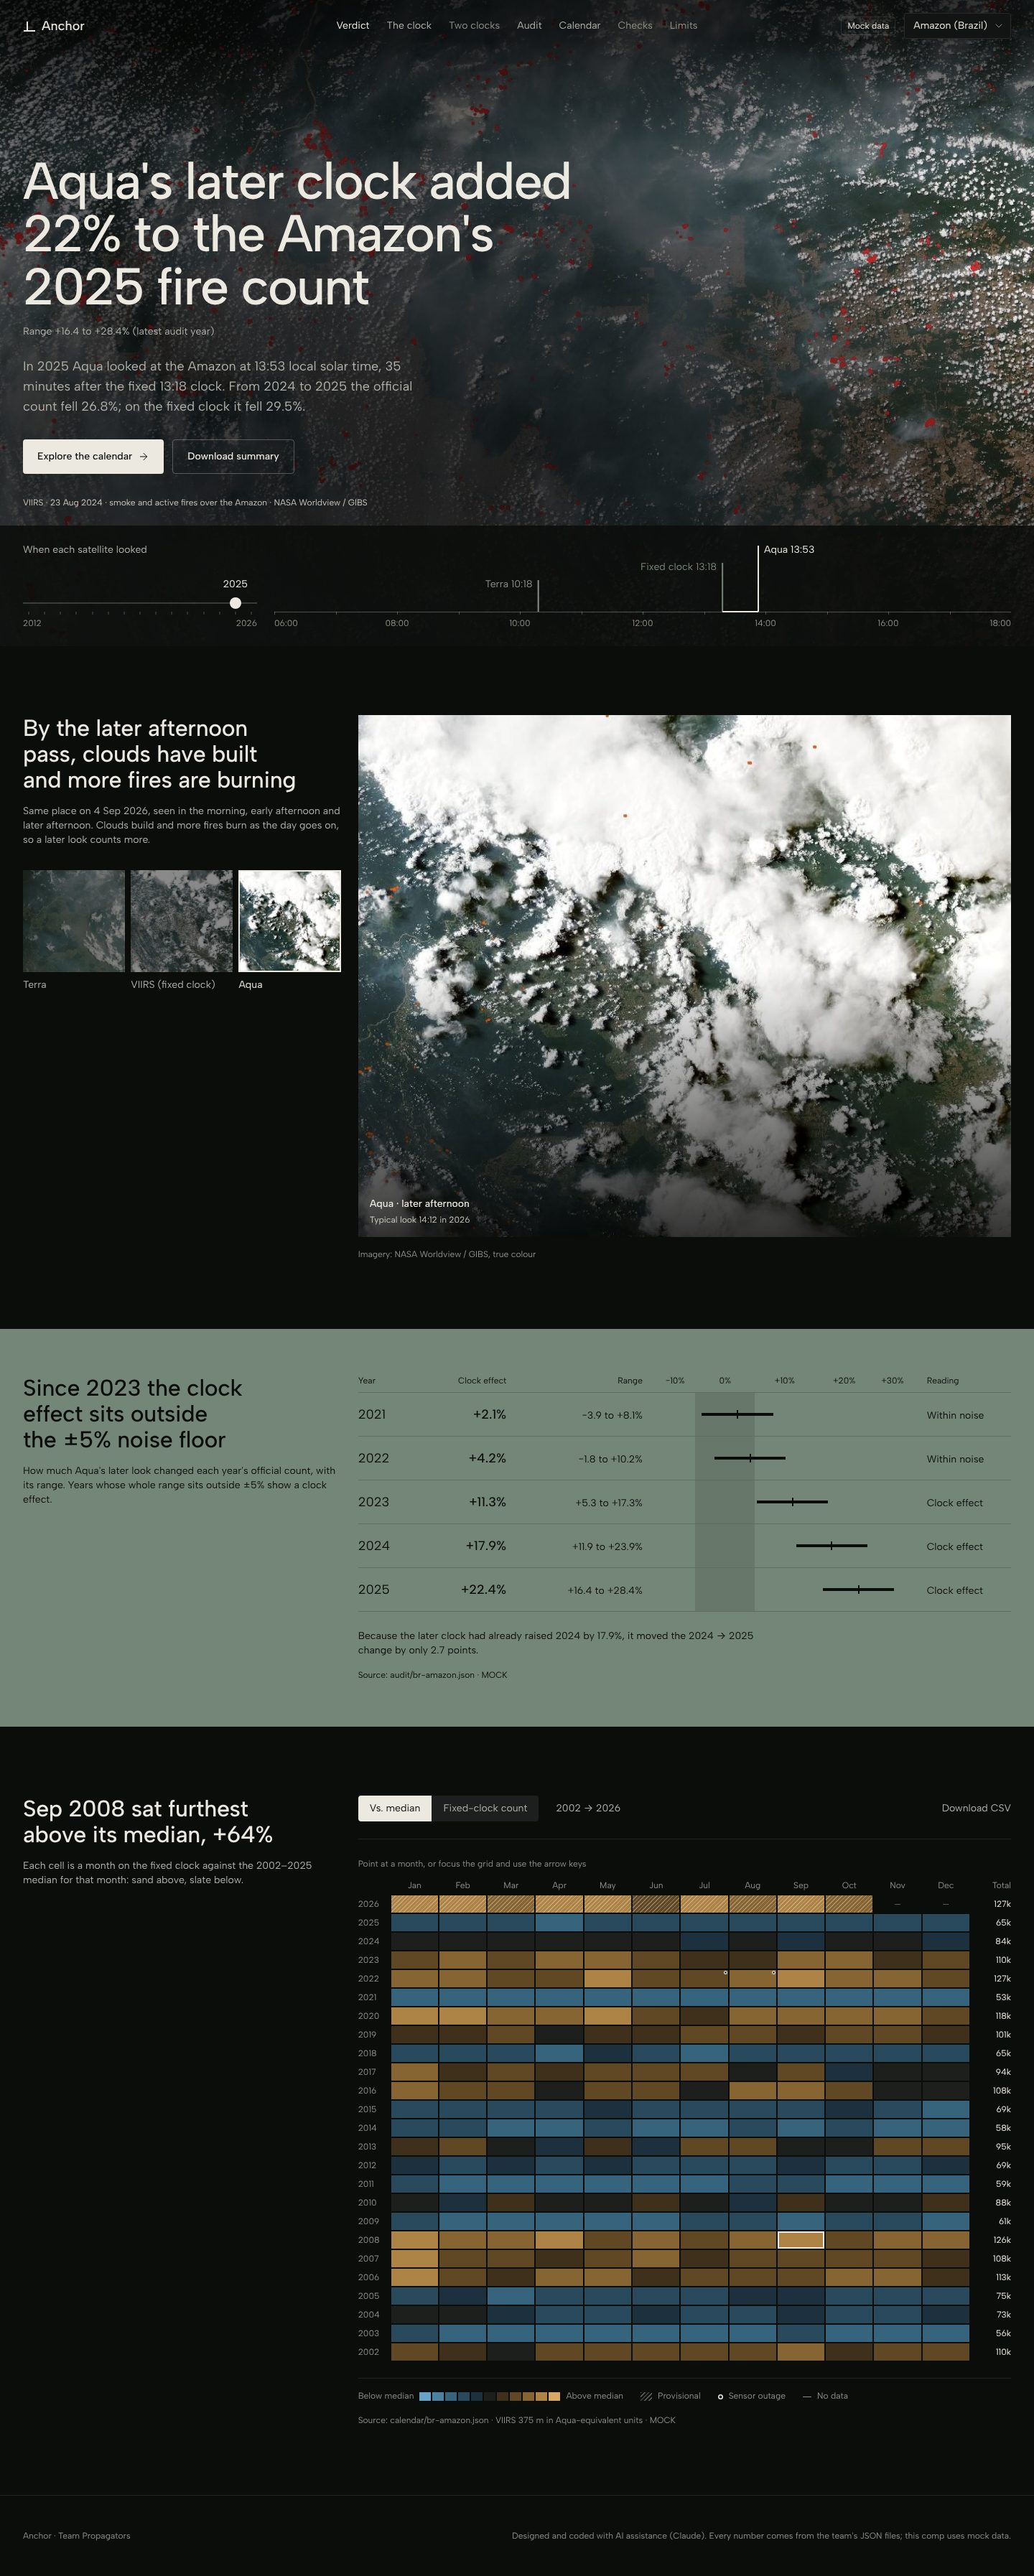 Anchor
Verdict The clock Two clocks Audit Calendar Checks Limits
Mock data Amazon (Brazil)
Aqua's later clock added
22% to the Amazon's
2025 fire count
Range +16.4 to +28.4% (latest audit year)
In 2025 Aqua looked at the Amazon at 13:53 local solar time, 35
minutes after the fixed 13:18 clock. From 2024 to 2025 the official
count fell 26.8%; on the fixed clock it fell 29.5%.
Explore the calendar → Download summary
VIIRS · 23 Aug 2024 · smoke and active fires over the Amazon · NASA Worldview / GIBS
When each satellite looked
2025
2012 2026
Terra 10:18
Fixed clock 13:18
Aqua 13:53
06:00 08:00 10:00 12:00 14:00 16:00 18:00
By the later afternoon
pass, clouds have built
and more fires are burning
Same place on 4 Sep 2026, seen in the morning, early afternoon and
later afternoon. Clouds build and more fires burn as the day goes on,
so a later look counts more.
Terra VIIRS (fixed clock) Aqua
Aqua · later afternoon
Typical look 14:12 in 2026
Imagery: NASA Worldview / GIBS, true colour
Since 2023 the clock
effect sits outside
the ±5% noise floor
How much Aqua's later look changed each year's official count, with
its range. Years whose whole range sits outside ±5% show a clock
effect.
Year Clock effect Range −10% 0% +10% +20% +30% Reading
2021 +2.1% −3.9 to +8.1% Within noise
2022 +4.2% −1.8 to +10.2% Within noise
2023 +11.3% +5.3 to +17.3% Clock effect
2024 +17.9% +11.9 to +23.9% Clock effect
2025 +22.4% +16.4 to +28.4% Clock effect
Because the later clock had already raised 2024 by 17.9%, it moved the 2024 → 2025
change by only 2.7 points.
Source: audit/br-amazon.json · MOCK
Sep 2008 sat furthest
above its median, +64%
Each cell is a month on the fixed clock against the 2002–2025
median for that month: sand above, slate below.
Vs. median Fixed-clock count 2002 → 2026 Download CSV
Point at a month, or focus the grid and use the arrow keys
Jan Feb Mar Apr May Jun Jul Aug Sep Oct Nov Dec Total
2026 – – 127k
2025 65k
2024 84k
2023 110k
2022 127k
2021 53k
2020 118k
2019 101k
2018 65k
2017 94k
2016 108k
2015 69k
2014 58k
2013 95k
2012 69k
2011 59k
2010 88k
2009 61k
2008 126k
2007 108k
2006 113k
2005 75k
2004 73k
2003 56k
2002 110k
Below median Above median Provisional Sensor outage — No data
Source: calendar/br-amazon.json · VIIRS 375 m in Aqua-equivalent units · MOCK
Anchor · Team Propagators
Designed and coded with AI assistance (Claude). Every number comes from the team's JSON files; this comp uses mock data.